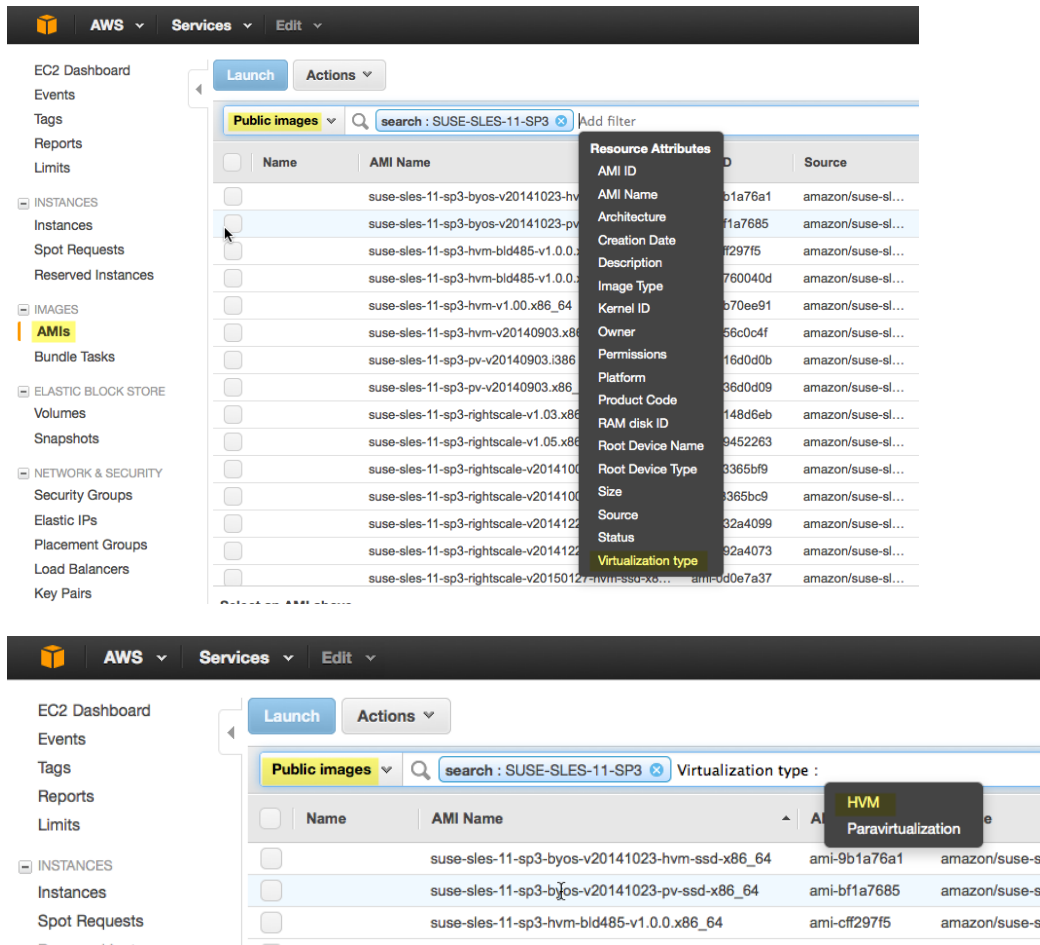 AWS Services Edit
EC2 Dashboard
Events
Tags
Reports
Limits
INSTANCES
Instances
Spot Requests
Reserved Instances
IMAGES
AMIs
Bundle Tasks
ELASTIC BLOCK STORE
Volumes
Snapshots
NETWORK & SECURITY
Security Groups
Elastic IPs
Placement Groups
Load Balancers
Key Pairs
Launch Actions
Public images search : SUSE-SLES-11-SP3 Add filter
Name AMI Name D Source
suse-sles-11-sp3-byos-v20141023-hv b1a76a1 amazon/suse-sl...
suse-sles-11-sp3-byos-v20141023-pv f1a7685 amazon/suse-sl...
suse-sles-11-sp3-hvm-bld485-v1.0.0.x ff297f5 amazon/suse-sl...
suse-sles-11-sp3-hvm-bld485-v1.0.0.x 760040d amazon/suse-sl...
suse-sles-11-sp3-hvm-v1.00.x86_64 b70ee91 amazon/suse-sl...
suse-sles-11-sp3-hvm-v20140903.x86 56c0c4f amazon/suse-sl...
suse-sles-11-sp3-pv-v20140903.i386 16d0d0b amazon/suse-sl...
suse-sles-11-sp3-pv-v20140903.x86_ 36d0d09 amazon/suse-sl...
suse-sles-11-sp3-rightscale-v1.03.x86 148d6eb amazon/suse-sl...
suse-sles-11-sp3-rightscale-v1.05.x86 9452263 amazon/suse-sl...
suse-sles-11-sp3-rightscale-v2014100 3365bf9 amazon/suse-sl...
suse-sles-11-sp3-rightscale-v2014100 3365bc9 amazon/suse-sl...
suse-sles-11-sp3-rightscale-v2014122 32a4099 amazon/suse-sl...
suse-sles-11-sp3-rightscale-v2014122 92a4073 amazon/suse-sl...
suse-sles-11-sp3-rightscale-v20150127-hvm-ssd-x8... ami-0d0e7a37 amazon/suse-sl...
Select an AMI above
Resource Attributes
AMI ID
AMI Name
Architecture
Creation Date
Description
Image Type
Kernel ID
Owner
Permissions
Platform
Product Code
RAM disk ID
Root Device Name
Root Device Type
Size
Source
Status
Virtualization type
AWS Services Edit
EC2 Dashboard
Events
Tags
Reports
Limits
INSTANCES
Instances
Spot Requests
Launch Actions
Public images search : SUSE-SLES-11-SP3 Virtualization type :
HVM
Paravirtualization
Name AMI Name AM e
suse-sles-11-sp3-byos-v20141023-hvm-ssd-x86_64 ami-9b1a76a1 amazon/suse-s
suse-sles-11-sp3-byos-v20141023-pv-ssd-x86_64 ami-bf1a7685 amazon/suse-s
suse-sles-11-sp3-hvm-bld485-v1.0.0.x86_64 ami-cff297f5 amazon/suse-s